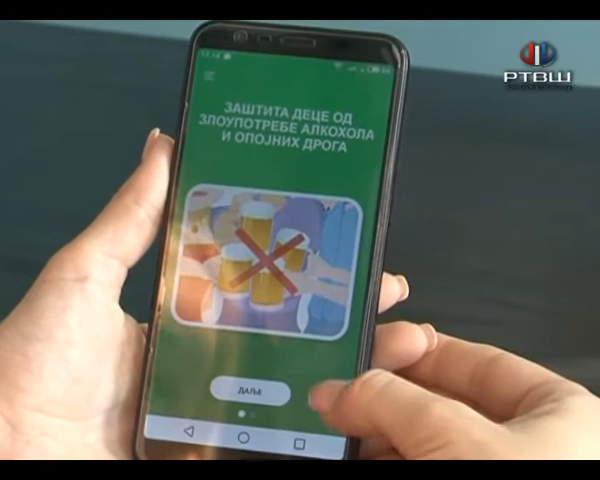 РТВШ
ЗАШТИТА ДЕЦЕ ОД
ЗЛОУПОТРЕБЕ АЛКОХОЛА
И ОПОЈНИХ ДРОГА
ДАЉЕ